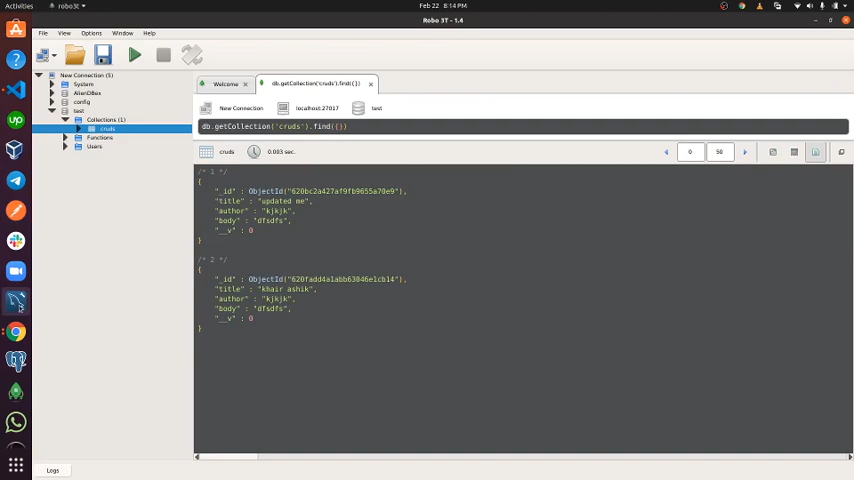 Activities robo3t Feb 22 8:14 PM
Robo 3T - 1.4
File View Options Window Help
New Connection (5)
System
AlienDBex
config
test
Collections (1)
cruds
Functions
Users
Welcome db.getCollection('cruds').find({})
New Connection localhost:27017 test
db.getCollection('cruds').find({})
cruds 0.003 sec. 0 50
/* 1 */
{
"_id" : ObjectId("620bc2a427af9fb9655a70e9"),
"title" : "updated me",
"author" : "kjkjk",
"body" : "dfsdfs",
"__v" : 0
}
/* 2 */
{
"_id" : ObjectId("620fadd4a1abb63046e1cb14"),
"title" : "khair ashik",
"author" : "kjkjk",
"body" : "dfsdfs",
"__v" : 0
}
Logs